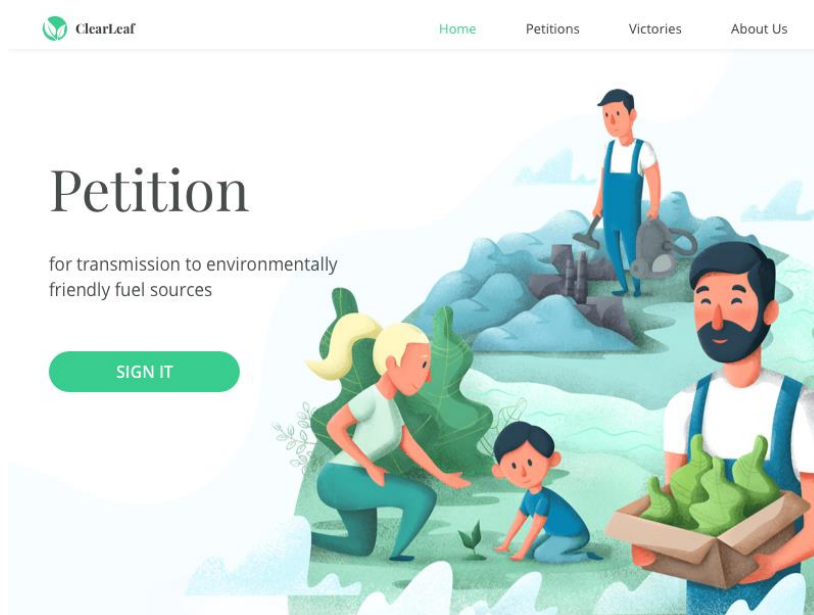 ClearLeaf
Home Petitions Victories About Us
Petition
for transmission to environmentally
friendly fuel sources
SIGN IT